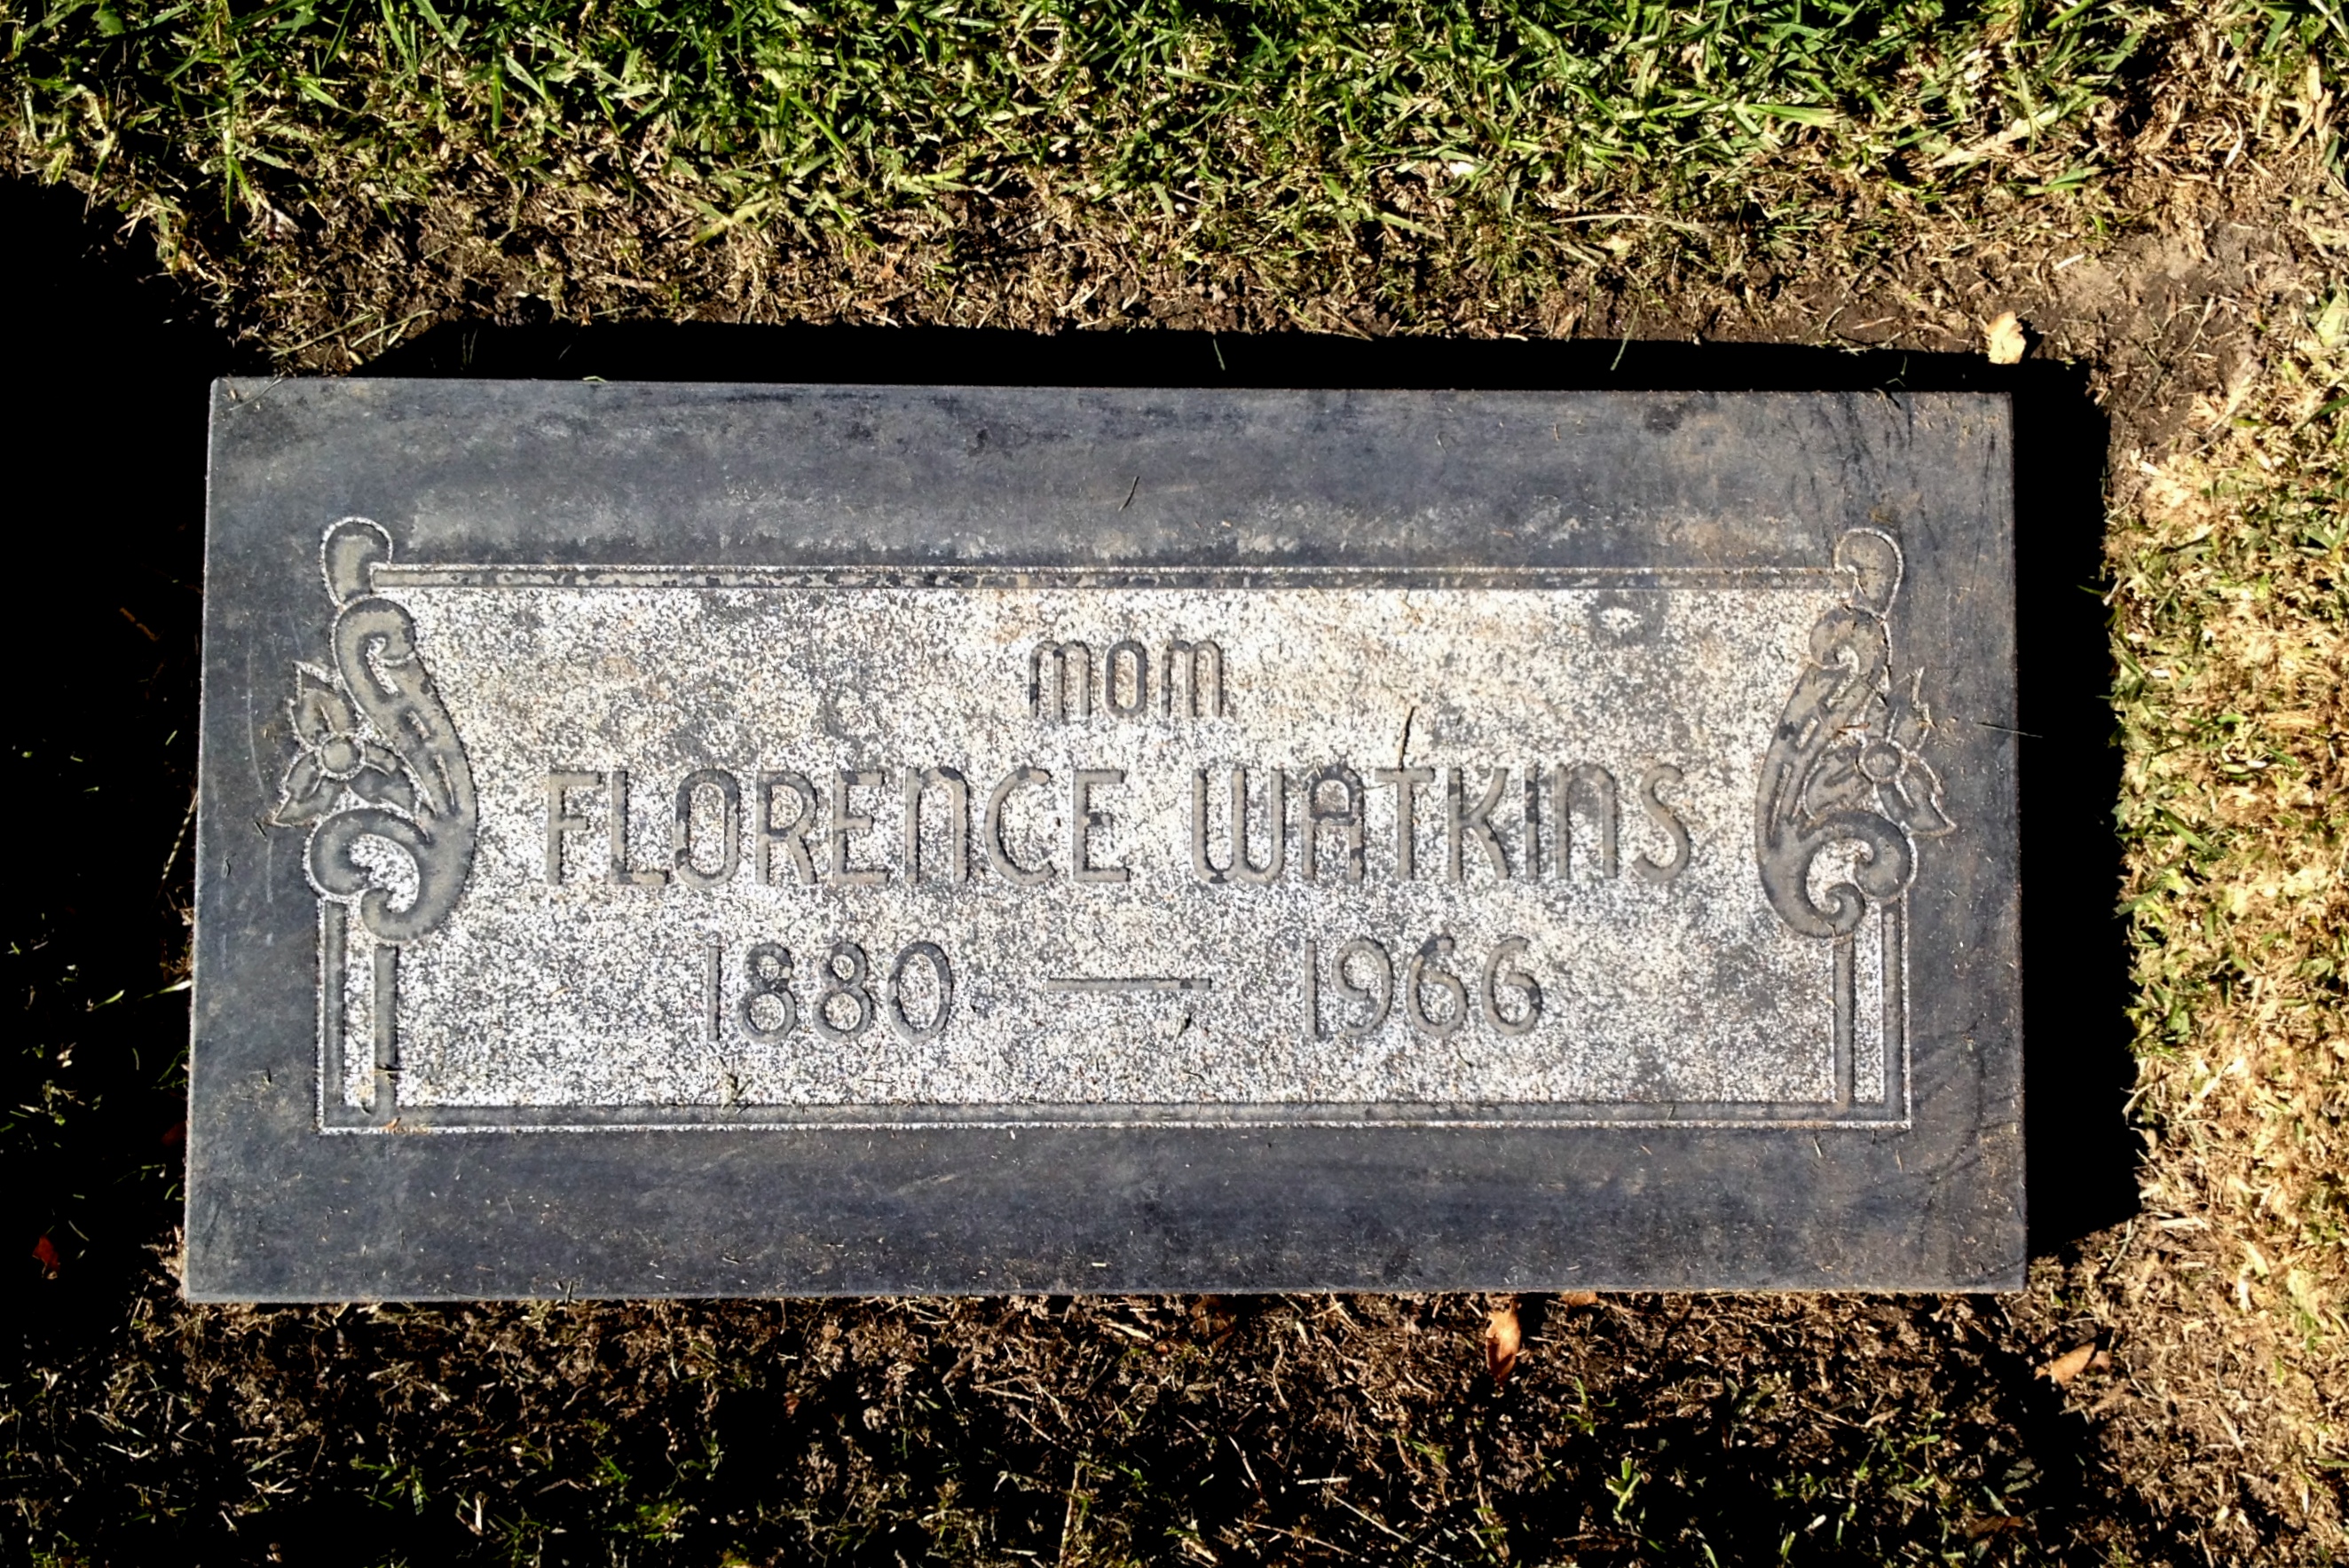 MOM
FLORENCE WATKINS
1880 — 1966